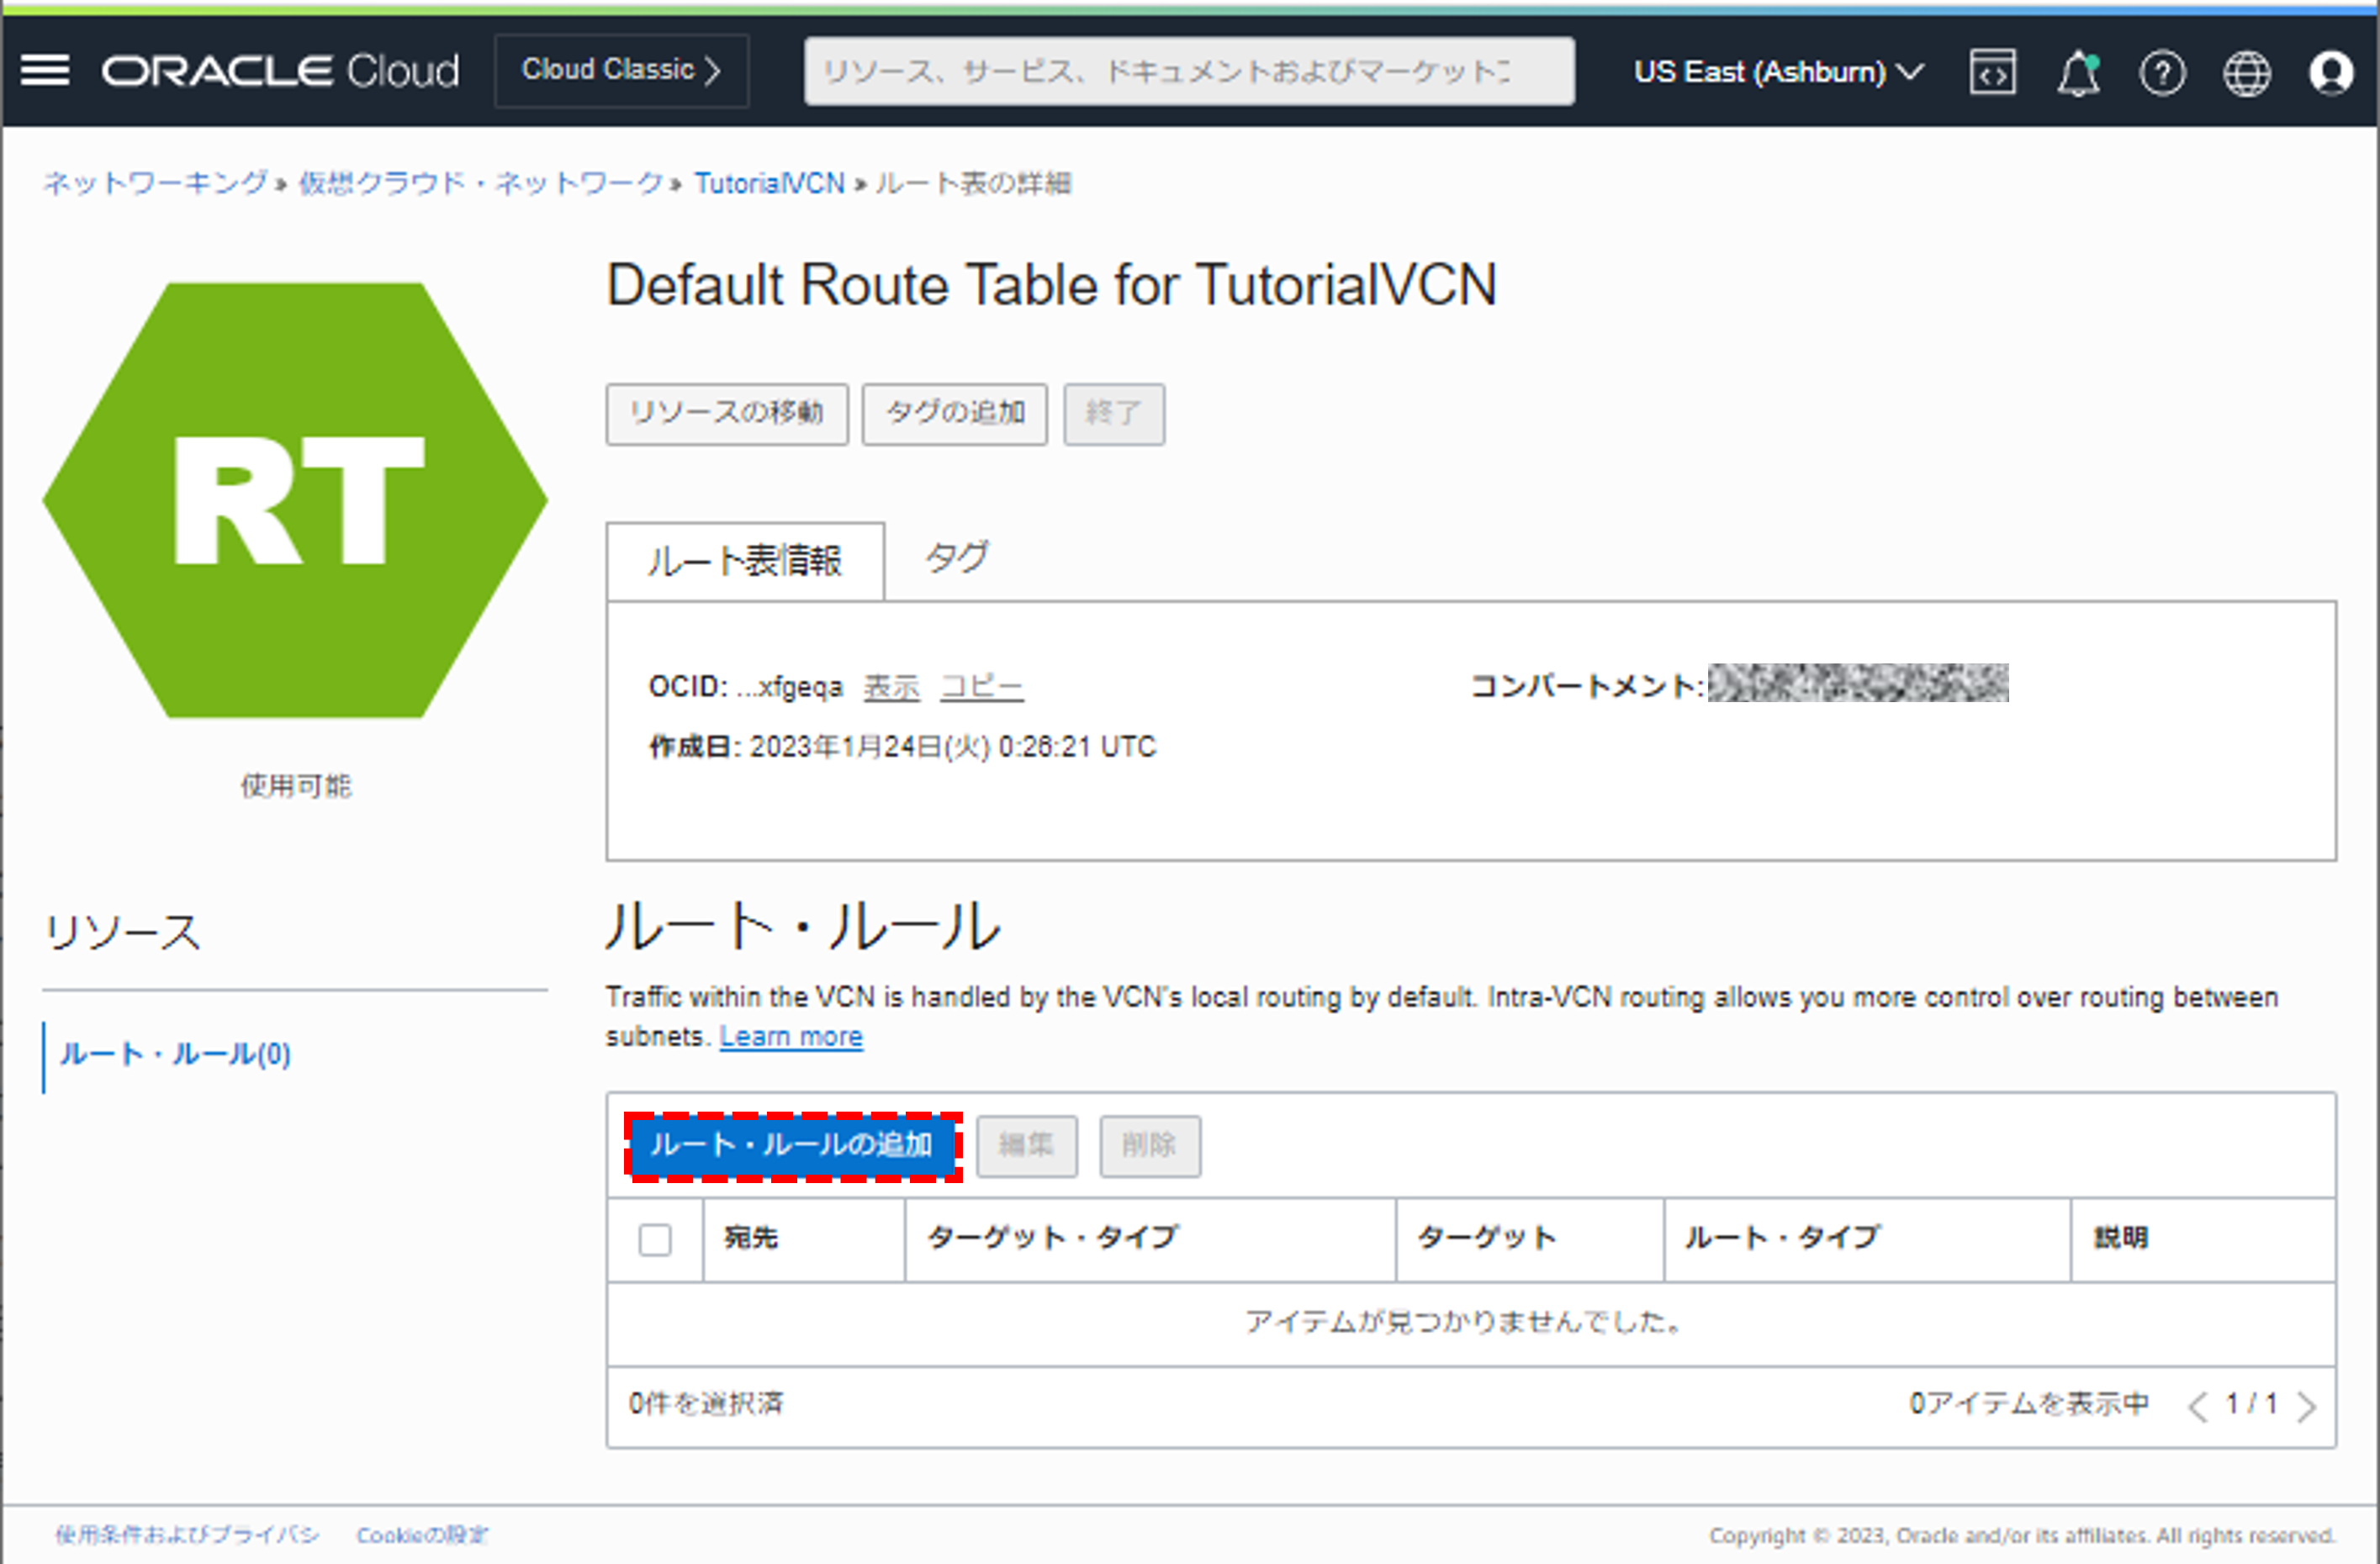 ORACLE Cloud
Cloud Classic
リソース、サービス、ドキュメントおよびマーケット
US East (Ashburn)
ネットワーキング » 仮想クラウド・ネットワーク » TutorialVCN » ルート表の詳細
RT
使用可能
Default Route Table for TutorialVCN
リソースの移動 タグの追加 終了
ルート表情報 タグ
OCID: ...xfgeqa 表示 コピー
コンパートメント:
作成日: 2023年1月24日(火) 0:26:21 UTC
リソース
ルート・ルール(0)
ルート・ルール
Traffic within the VCN is handled by the VCN's local routing by default. Intra-VCN routing allows you more control over routing between
subnets. Learn more
ルート・ルールの追加 編集 削除
宛先 ターゲット・タイプ ターゲット ルート・タイプ 説明
アイテムが見つかりませんでした。
0件を選択済
0アイテムを表示中 1 / 1
使用条件およびプライバシ Cookieの設定
Copyright © 2023, Oracle and/or its affiliates. All rights reserved.